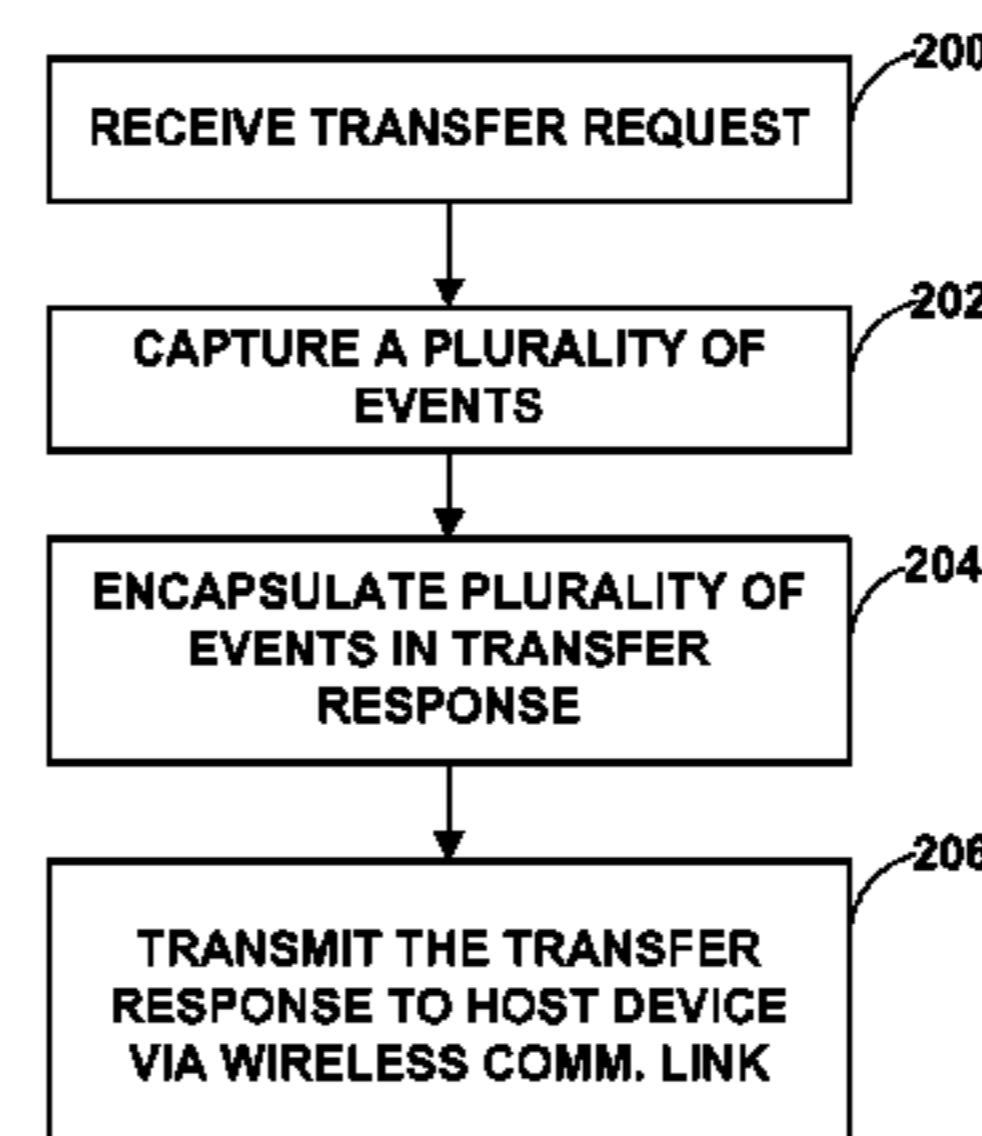 200
RECEIVE TRANSFER REQUEST
202
CAPTURE A PLURALITY OF
EVENTS
204
ENCAPSULATE PLURALITY OF
EVENTS IN TRANSFER
RESPONSE
206
TRANSMIT THE TRANSFER
RESPONSE TO HOST DEVICE
VIA WIRELESS COMM. LINK